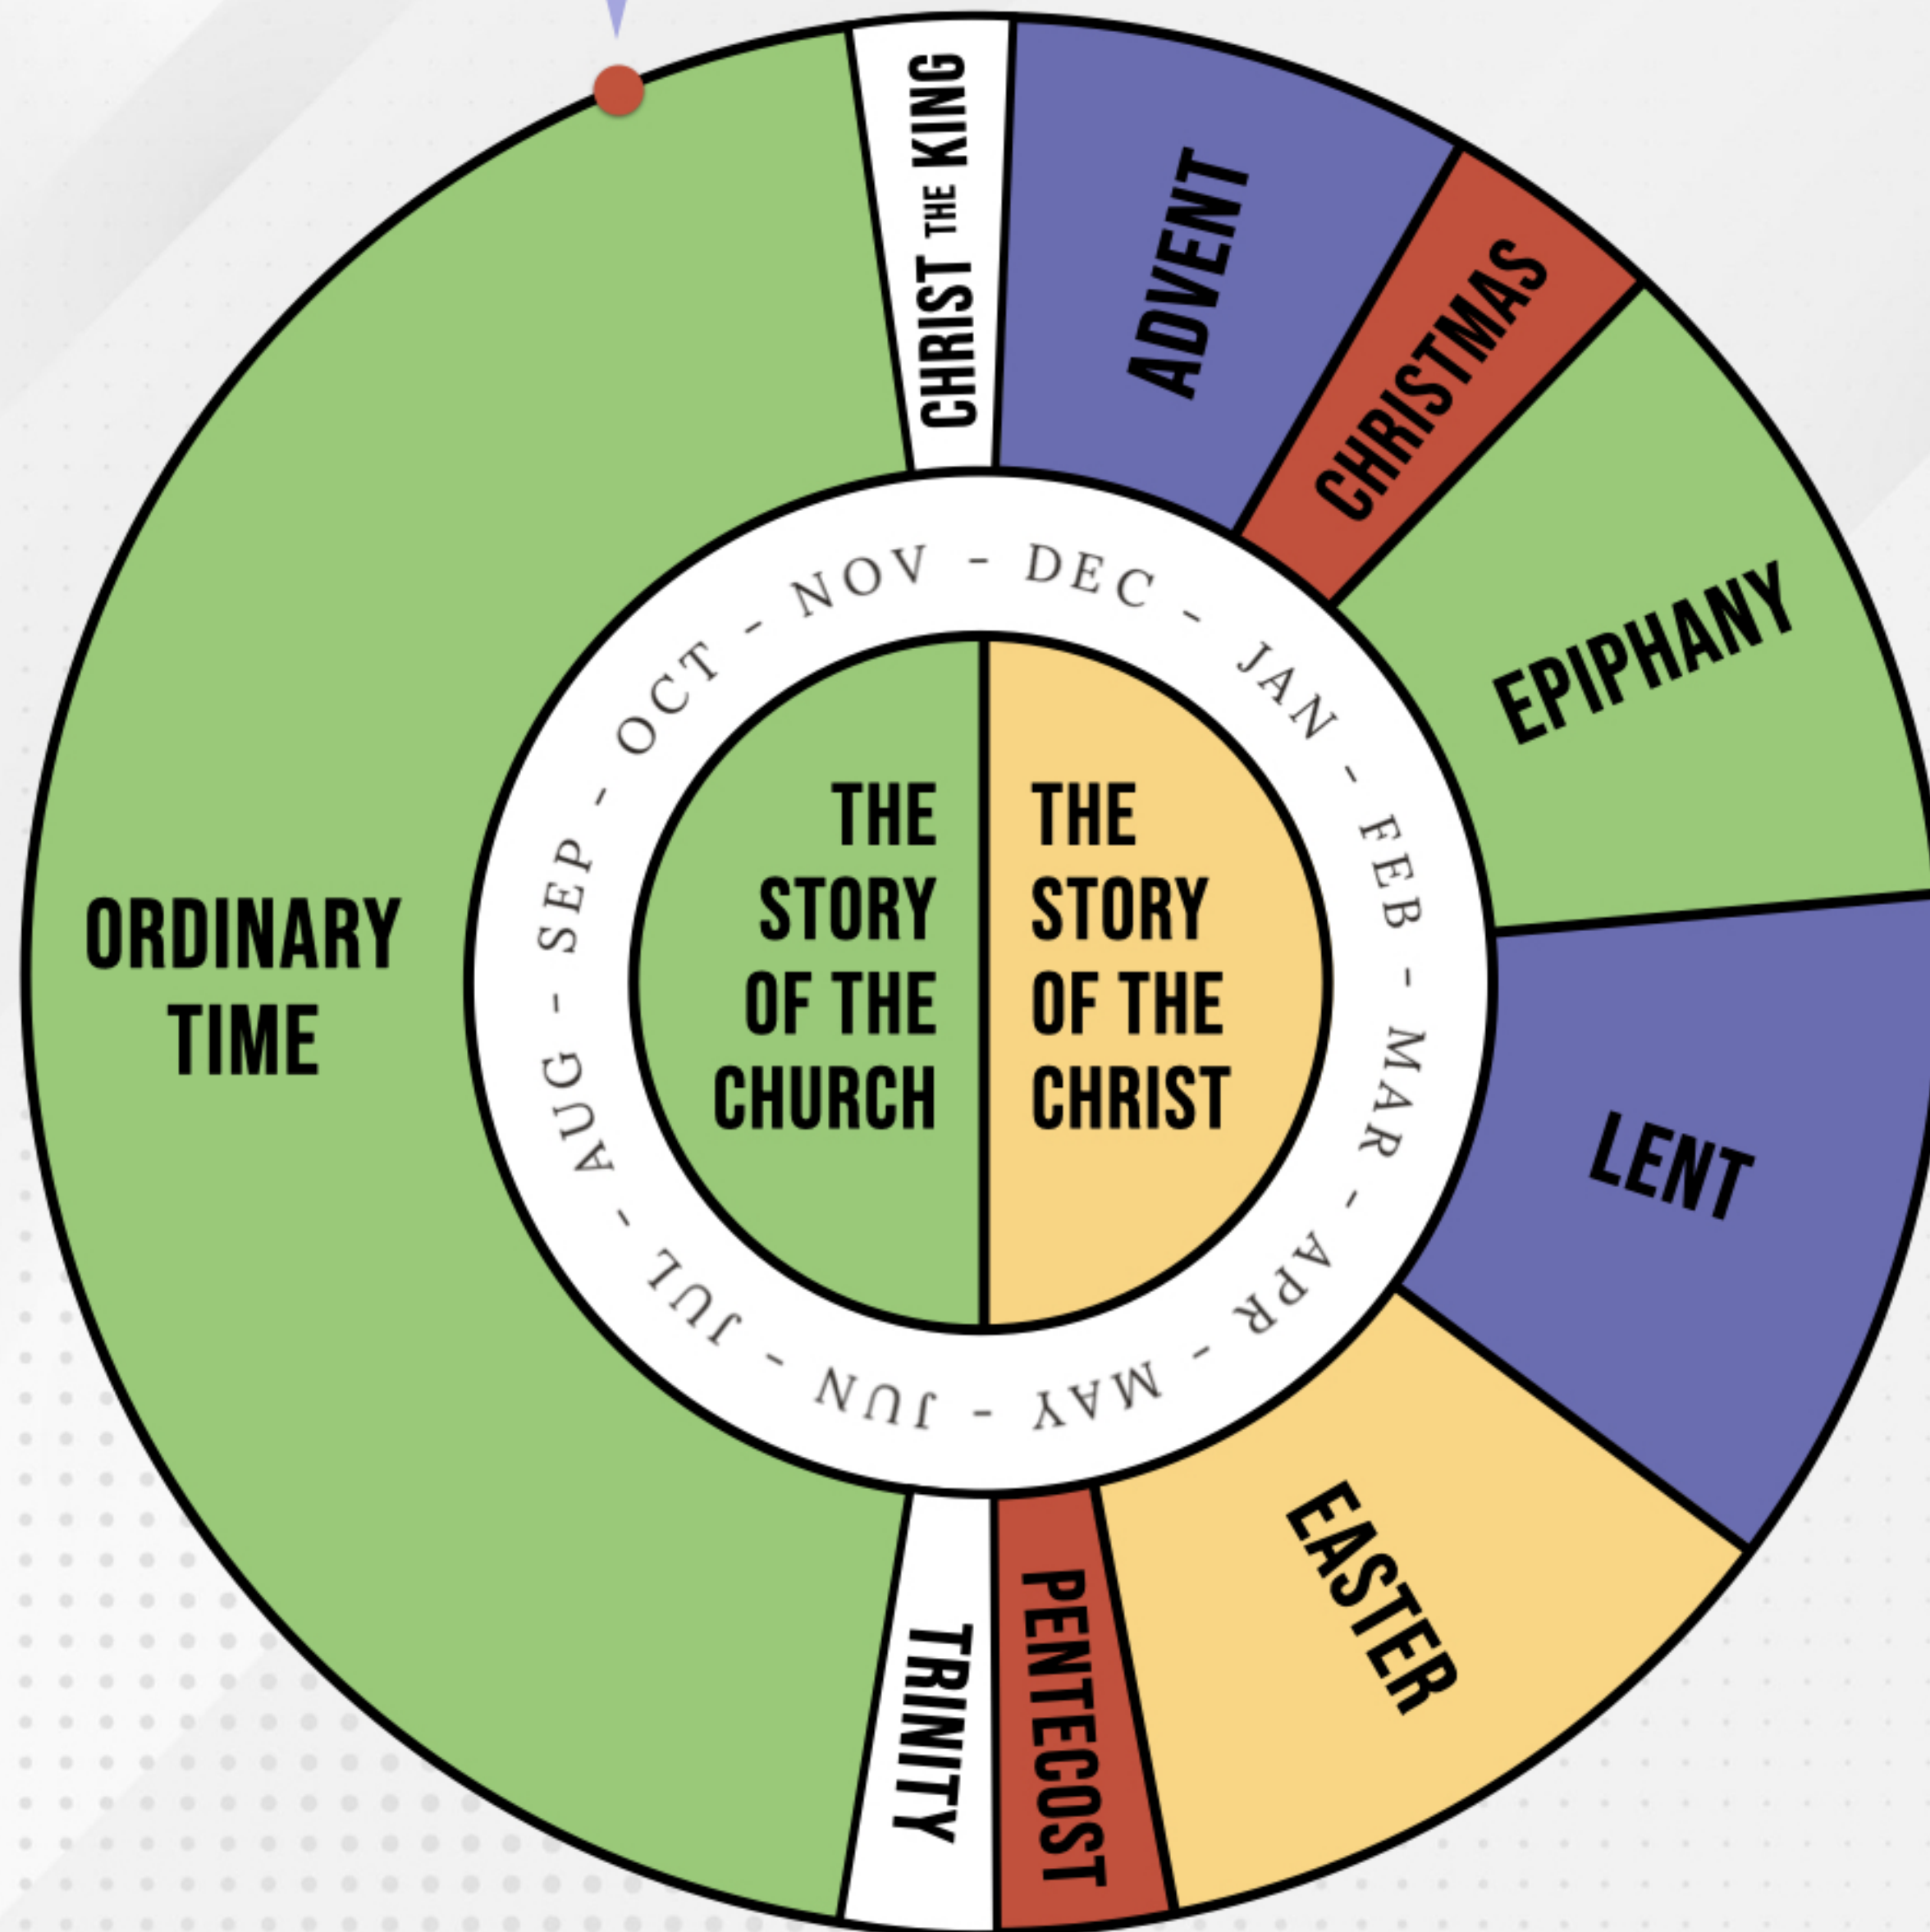 CHRIST THE KING
ADVENT
CHRISTMAS
EPIPHANY
LENT
EASTER
PENTECOST
TRINITY
ORDINARY
TIME
NOV - DEC - JAN - FEB - MAR - APR - MAY - JUN - JUL - AUG - SEP - OCT -
THE
STORY
OF THE
CHURCH
THE
STORY
OF THE
CHRIST